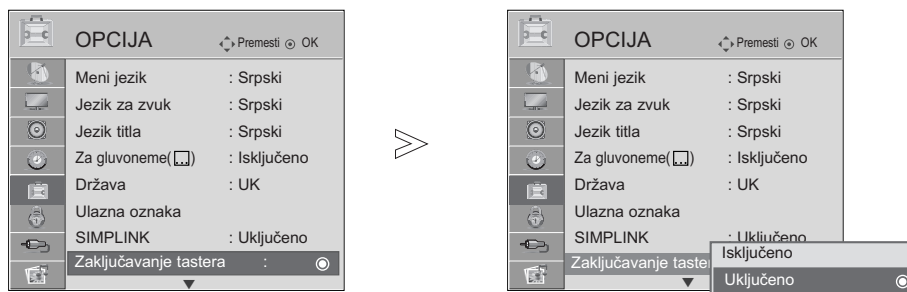 OPCIJA Premesti OK
Meni jezik : Srpski
Jezik za zvuk : Srpski
Jezik titla : Srpski
Za gluvoneme( ) : Isključeno
Država : UK
Ulazna oznaka
SIMPLINK : Uključeno
Zaključavanje tastera :
OPCIJA Premesti OK
Meni jezik : Srpski
Jezik za zvuk : Srpski
Jezik titla : Srpski
Za gluvoneme( ) : Isključeno
Država : UK
Ulazna oznaka
SIMPLINK : Uključeno
Zaključavanje taster
Isključeno
Uključeno